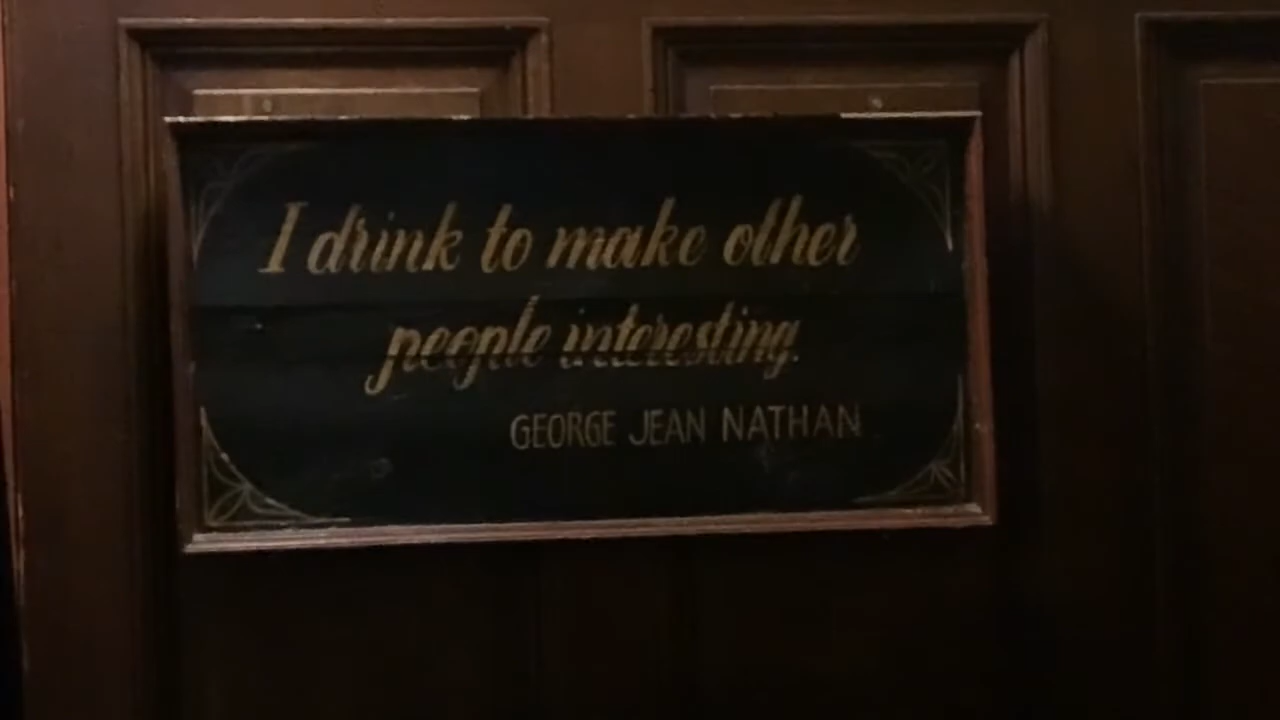 I drink to make other
people interesting.
GEORGE JEAN NATHAN